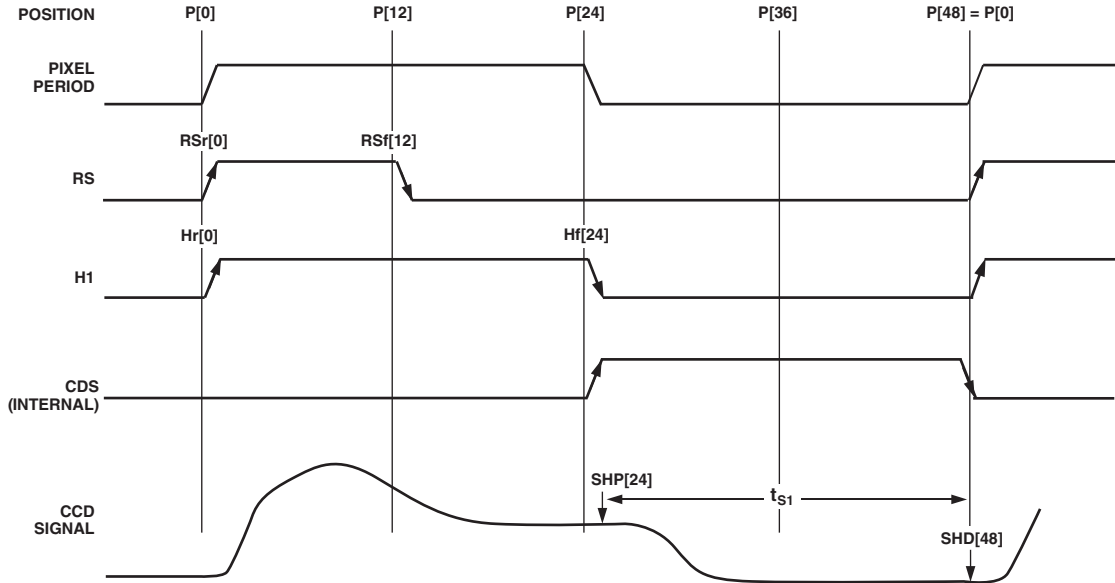 POSITION P[0] P[12] P[24] P[36] P[48] = P[0]
PIXEL
PERIOD
RSr[0] RSf[12]
RS
Hr[0] Hf[24]
H1
CDS
(INTERNAL)
SHP[24]
tS1
CCD
SIGNAL
SHD[48]